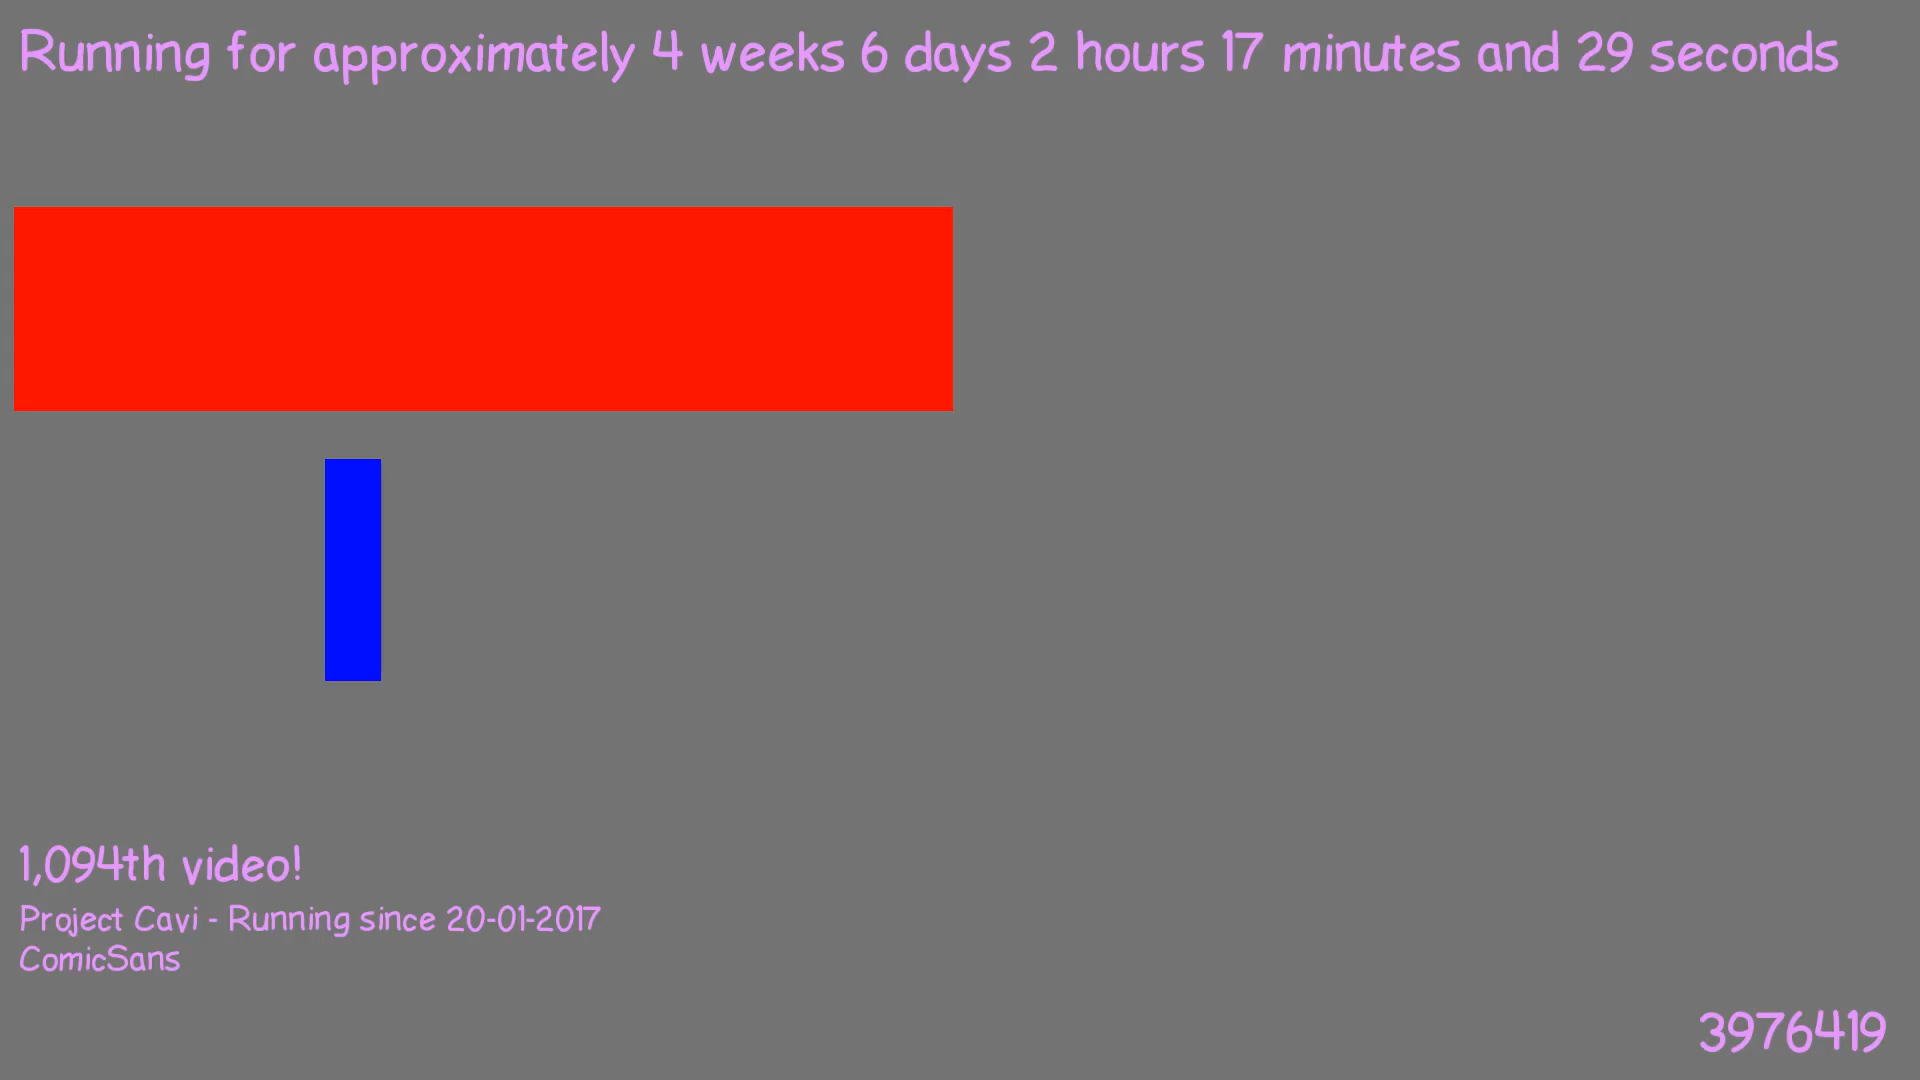 Running for approximately 4 weeks 6 days 2 hours 17 minutes and 29 seconds
1,094th video!
Project Cavi - Running since 20-01-2017
ComicSans
3976419